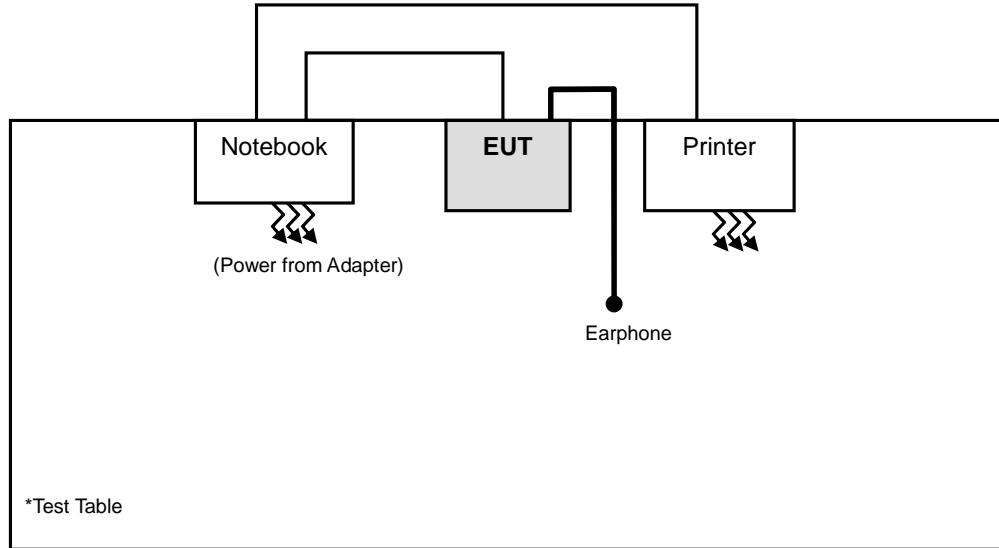 Notebook
EUT
Printer
(Power from Adapter)
Earphone
*Test Table